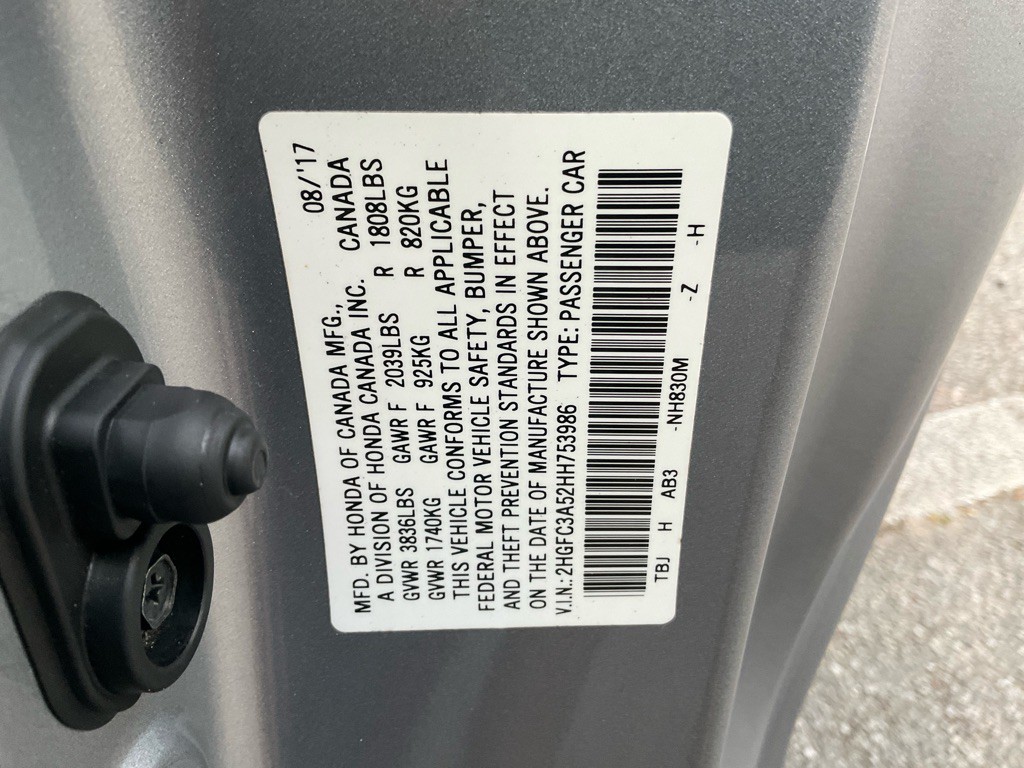 08/'17
MFD. BY HONDA OF CANADA MFG.,
A DIVISION OF HONDA CANADA INC. CANADA
GVWR 3836LBS GAWR F 2039LBS R 1808LBS
GVWR 1740KG GAWR F 925KG R 820KG
THIS VEHICLE CONFORMS TO ALL APPLICABLE
FEDERAL MOTOR VEHICLE SAFETY, BUMPER,
AND THEFT PREVENTION STANDARDS IN EFFECT
ON THE DATE OF MANUFACTURE SHOWN ABOVE.
V.I.N.: 2HGFC3A52HH753986 TYPE: PASSENGER CAR
TBJ H AB3 -NH830M -Z -H